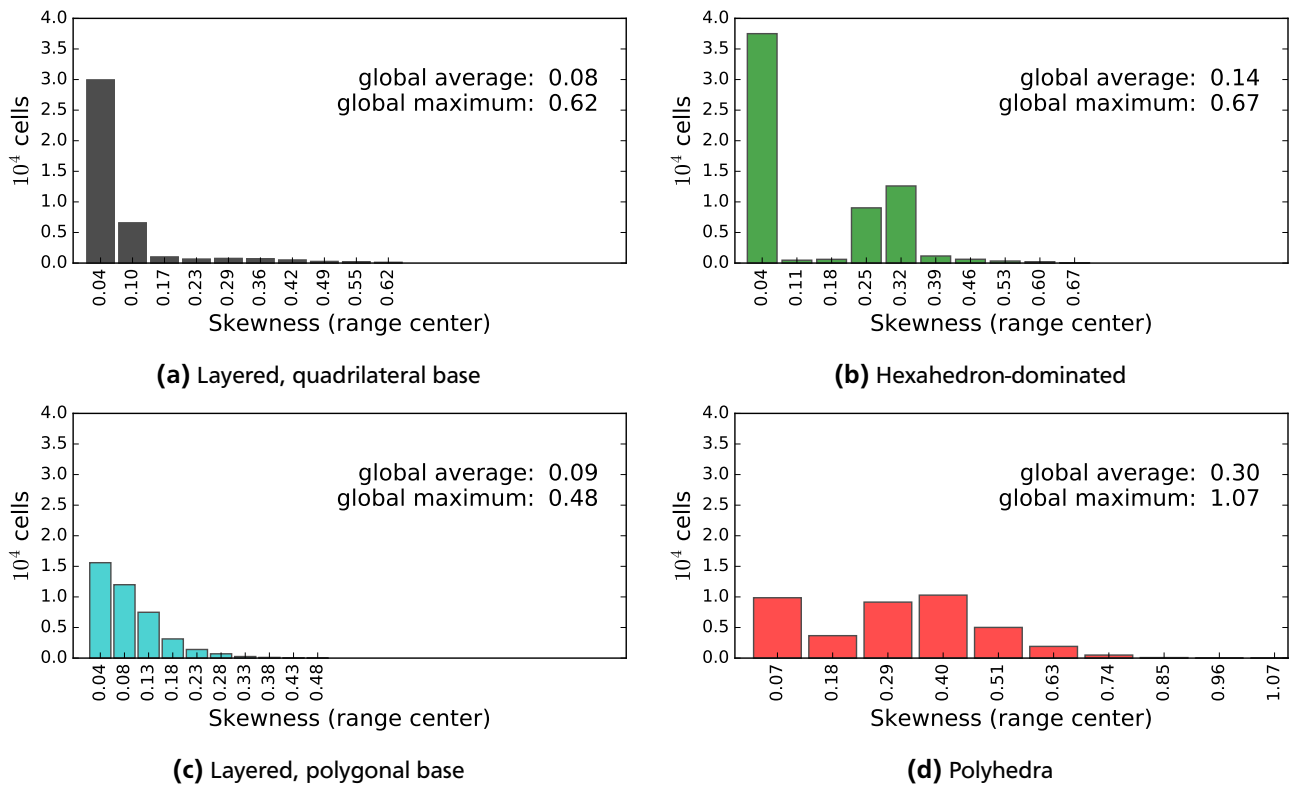 4.0
3.5
3.0
2.5
2.0
1.5
1.0
0.5
0.0
10⁴ cells
global average: 0.08
global maximum: 0.62
0.04 0.10 0.17 0.23 0.29 0.36 0.42 0.49 0.55 0.62
Skewness (range center)
(a) Layered, quadrilateral base
4.0
3.5
3.0
2.5
2.0
1.5
1.0
0.5
0.0
10⁴ cells
global average: 0.14
global maximum: 0.67
0.04 0.11 0.18 0.25 0.32 0.39 0.46 0.53 0.60 0.67
Skewness (range center)
(b) Hexahedron-dominated
4.0
3.5
3.0
2.5
2.0
1.5
1.0
0.5
0.0
10⁴ cells
global average: 0.09
global maximum: 0.48
0.04 0.08 0.13 0.18 0.23 0.28 0.33 0.38 0.43 0.48
Skewness (range center)
(c) Layered, polygonal base
4.0
3.5
3.0
2.5
2.0
1.5
1.0
0.5
0.0
10⁴ cells
global average: 0.30
global maximum: 1.07
0.07 0.18 0.29 0.40 0.51 0.63 0.74 0.85 0.96 1.07
Skewness (range center)
(d) Polyhedra